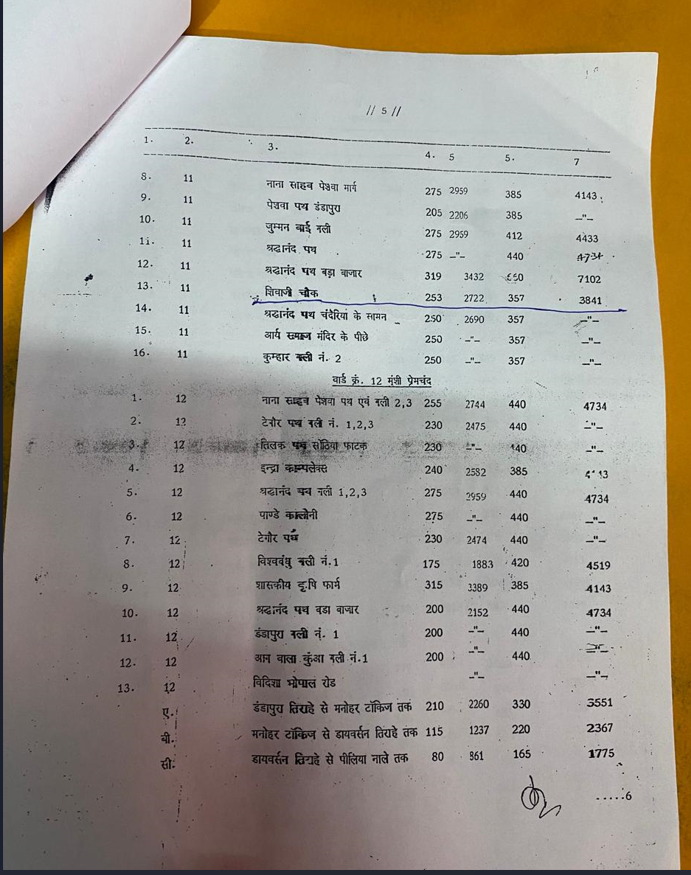 // 5 //
1. 2. 3. 4. 5 5. 7
8. 11 नाना साहब पेशवा मार्ग 275 2959 385 4143
9. 11 पेशवा पथ डंडापुरा 205 2206 385 -"-
10. 11 जुम्मन बाई गली 275 2959 412 4433
11. 11 श्रद्धानंद पथ 275 -"- 440
12. 11 श्रद्धानंद पथ बड़ा बाजार 319 3432 7102
13. 11 शिवाजी चौक 253 2722 357 3841
14. 11 श्रद्धानंद पथ चंदेरिया के सामन 250 2690 357 -"-
15. 11 आर्य समाज मंदिर के पीछे 250 -"- 357 -"-
16. 11 कुम्हार गली नं. 2 250 -"- 357 -"-
वार्ड क्रं. 12 मुंशी प्रेमचंद
1. 12 नाना साहब पेशवा पथ एवं गली 2,3 255 2744 440 4734
2. 12 टेगौर पथ गली नं. 1,2,3 230 2475 440 -"-
3. 12 तिलक पथ सांठिया फाटक 230 -"- -"-
4. 12 इन्द्रा काम्पलेक्स 240 2582 385
5. 12 श्रद्धानंद पथ गली 1,2,3 275 2959 440 4734
6. 12 पाण्डे कालोनी 275 -"- 440 -"-
7. 12 टेगौर पथ 230 2474 440 -"-
8. 12 विश्वबंधु गली नं.1 175 1883 420 4519
9. 12 शासकीय कृषि फार्म 315 3389 385 4143
10. 12 श्रद्धानंद पथ बडा बाजार 200 2152 440 4734
11. 12 डंडापुरा गली नं. 1 200 -"- 440 -"-
12. 12 आम वाला कुंआ गली नं.1 200 -"- 440 -"-
13. 12 विदिशा भोपाल रोड -"- -"-
ए. डंडापुरा तिराहे से मनोहर टॉकिज तक 210 2260 330 3551
बी. मनोहर टॉकिज से डायवर्सन तिराहे तक 115 1237 220 2367
सी. डायवर्सन तिराहे से पीलिया नाले तक 80 861 165 1775
.....6